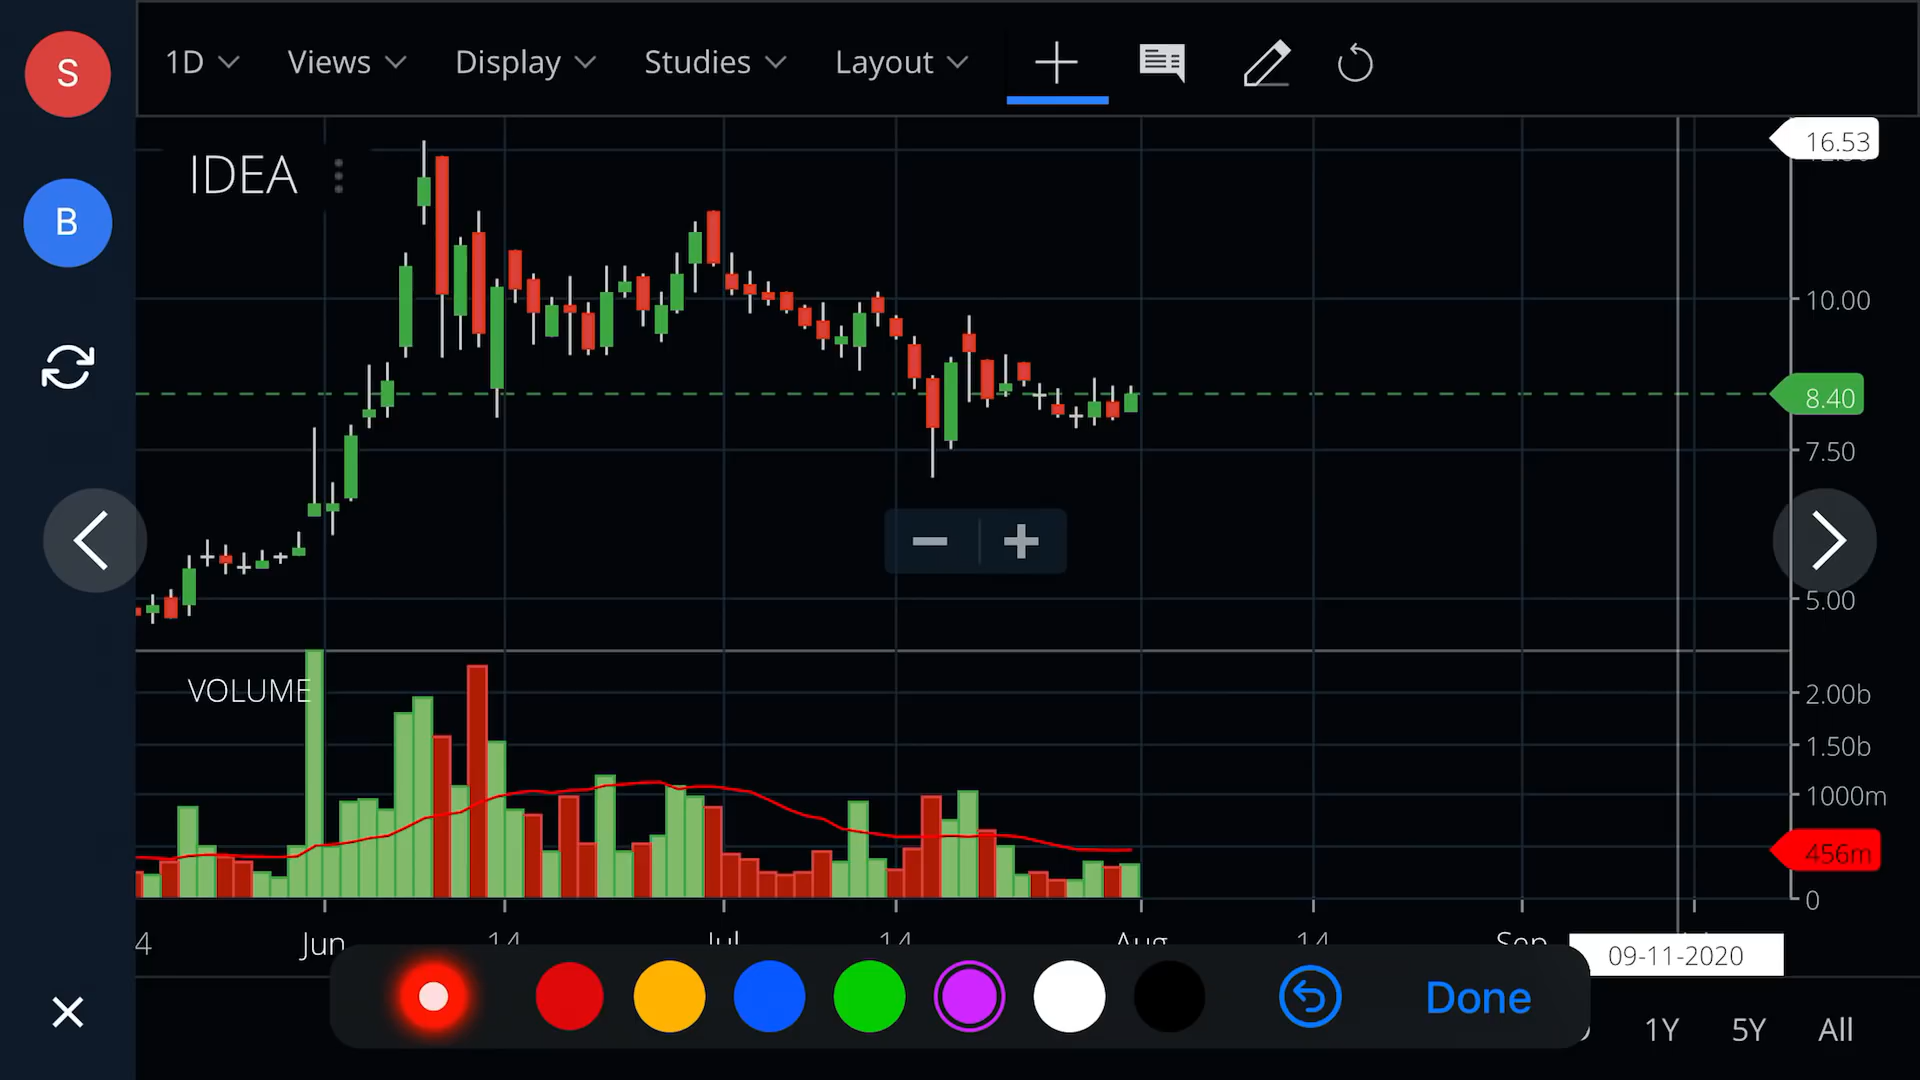 S
1D Views Display Studies Layout
B
IDEA
16.53
10.00
8.40
7.50
5.00
VOLUME
2.00b
1.50b
1000m
456m
0
4 Jun 14 Jul 14 Aug 14 Sep
09-11-2020
Done
1Y 5Y All